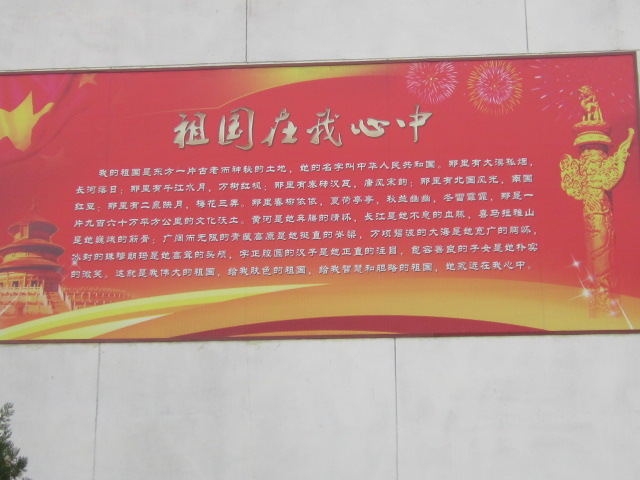 祖国在我心中
我的祖国是东方一片古老而神秋的土地，她的名字叫中华人民共和国。那里有大漠孤烟，
长河落日；那里有千江水月，万树红枫；那里有秦砖汉瓦，唐风宋韵；那里有北国风光，南国
红豆；那里有二泉映月，梅花三弄。那里春柳依依，夏荷亭亭，秋兰幽幽，冬雪霏霏，那是一
片九百六十万平方公里的文化沃土。黄河是她奔腾的情怀，长江是她不息的血脉，喜马拉雅山
是她巍峨的筋骨；广阔而无限的青藏高原是她挺直的脊梁，万顷碧波的大海是她宽广的胸怀，
冰封的珠穆朗玛是她高耸的头颅，字正腔圆的汉字是她正直的注目，包容善良的子女是她朴实
的微笑。这就是我伟大的祖国，给我肤色的祖国，给我智慧和胆略的祖国，她永远在我心中。